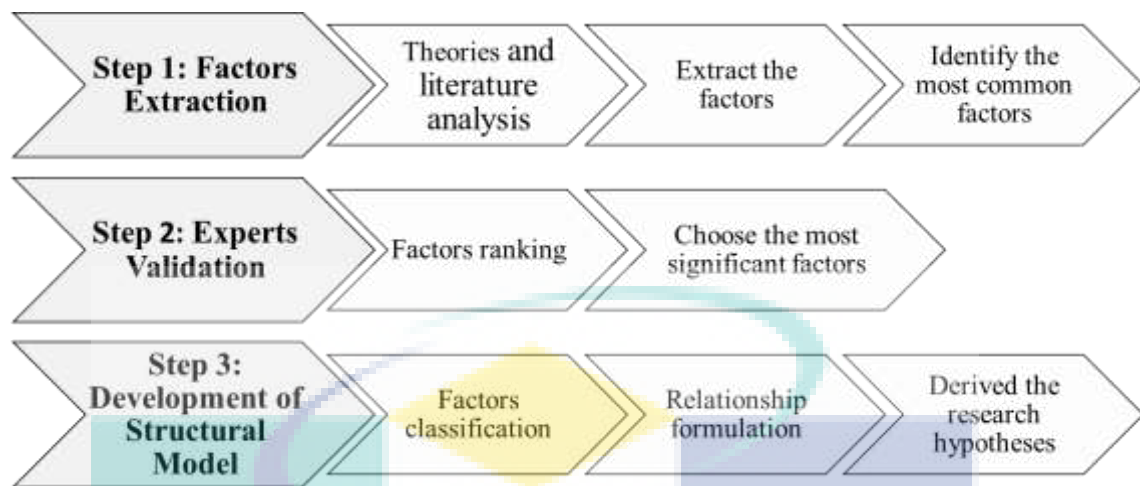 Step 1: Factors
Extraction
Theories and
literature
analysis
Extract the
factors
Identify the
most common
factors
Step 2: Experts
Validation
Factors ranking
Choose the most
significant factors
Step 3:
Development of
Structural
Model
Factors
classification
Relationship
formulation
Derived the
research
hypotheses